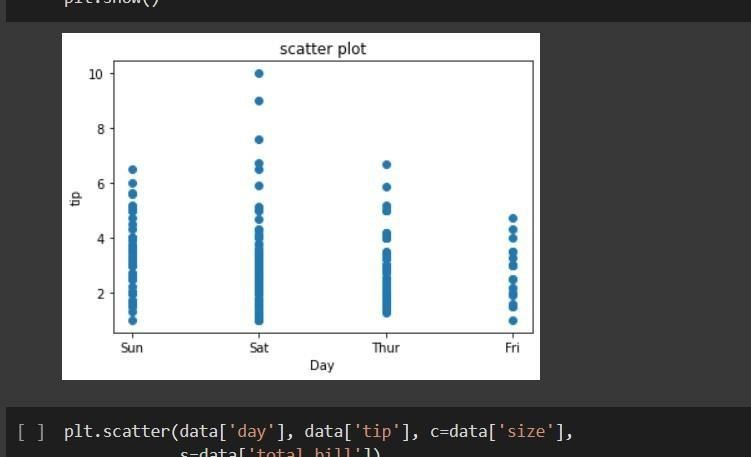 plt.show()
scatter plot
10
8
6
4
2
tip
Sun Sat Thur Fri
Day
[ ] plt.scatter(data['day'], data['tip'], c=data['size'],
s=data['total_bill'])